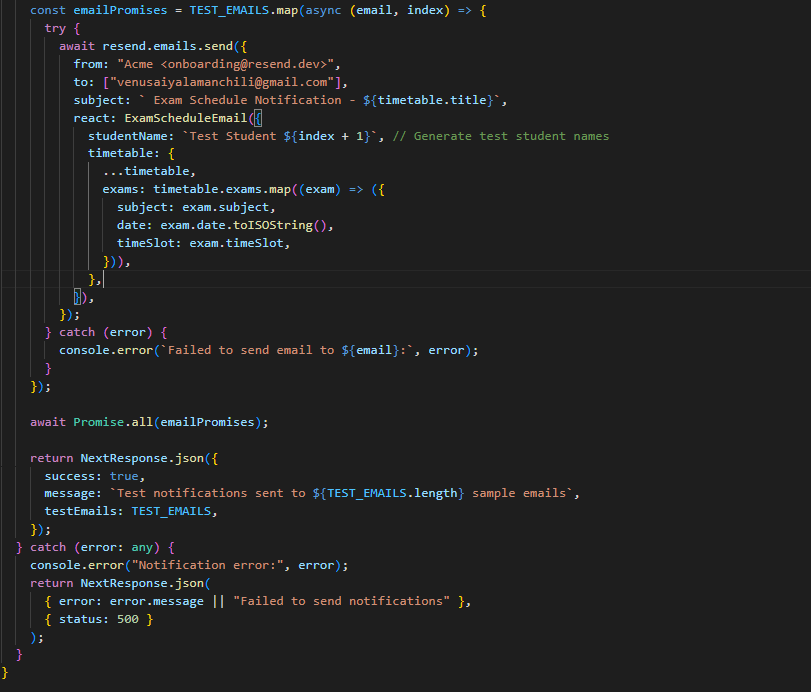 const emailPromises = TEST_EMAILS.map(async (email, index) => {
try {
await resend.emails.send({
from: "Acme <onboarding@resend.dev>",
to: ["venusaiyalamanchili@gmail.com"],
subject: ` Exam Schedule Notification - ${timetable.title}`,
react: ExamScheduleEmail({
studentName: `Test Student ${index + 1}`, // Generate test student names
timetable: {
...timetable,
exams: timetable.exams.map((exam) => ({
subject: exam.subject,
date: exam.date.toISOString(),
timeSlot: exam.timeSlot,
})),
},
}),
});
} catch (error) {
console.error(`Failed to send email to ${email}:`, error);
}
});
await Promise.all(emailPromises);
return NextResponse.json({
success: true,
message: `Test notifications sent to ${TEST_EMAILS.length} sample emails`,
testEmails: TEST_EMAILS,
});
} catch (error: any) {
console.error("Notification error:", error);
return NextResponse.json(
{ error: error.message || "Failed to send notifications" },
{ status: 500 }
);
}
}